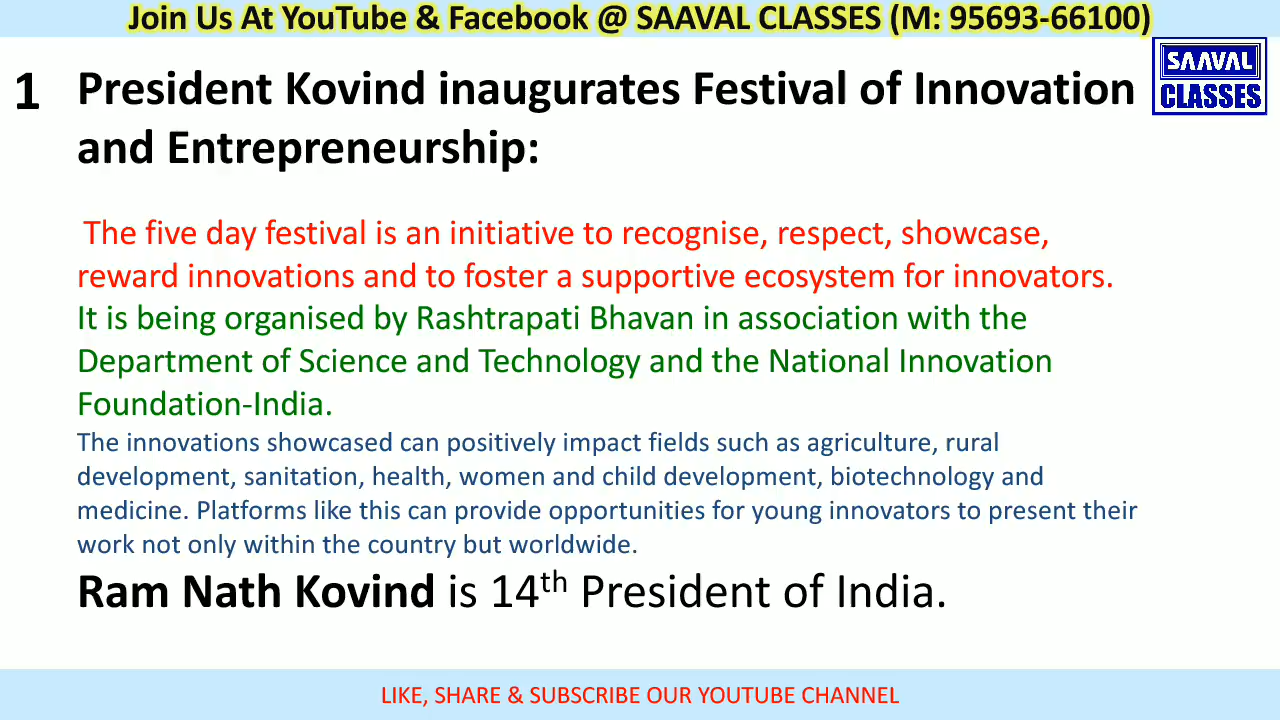 Join Us At YouTube & Facebook @ SAAVAL CLASSES (M: 95693-66100)
SAAVAL
CLASSES
1 President Kovind inaugurates Festival of Innovation
and Entrepreneurship:
The five day festival is an initiative to recognise, respect, showcase,
reward innovations and to foster a supportive ecosystem for innovators.
It is being organised by Rashtrapati Bhavan in association with the
Department of Science and Technology and the National Innovation
Foundation-India.
The innovations showcased can positively impact fields such as agriculture, rural
development, sanitation, health, women and child development, biotechnology and
medicine. Platforms like this can provide opportunities for young innovators to present their
work not only within the country but worldwide.
Ram Nath Kovind is 14th President of India.
LIKE, SHARE & SUBSCRIBE OUR YOUTUBE CHANNEL